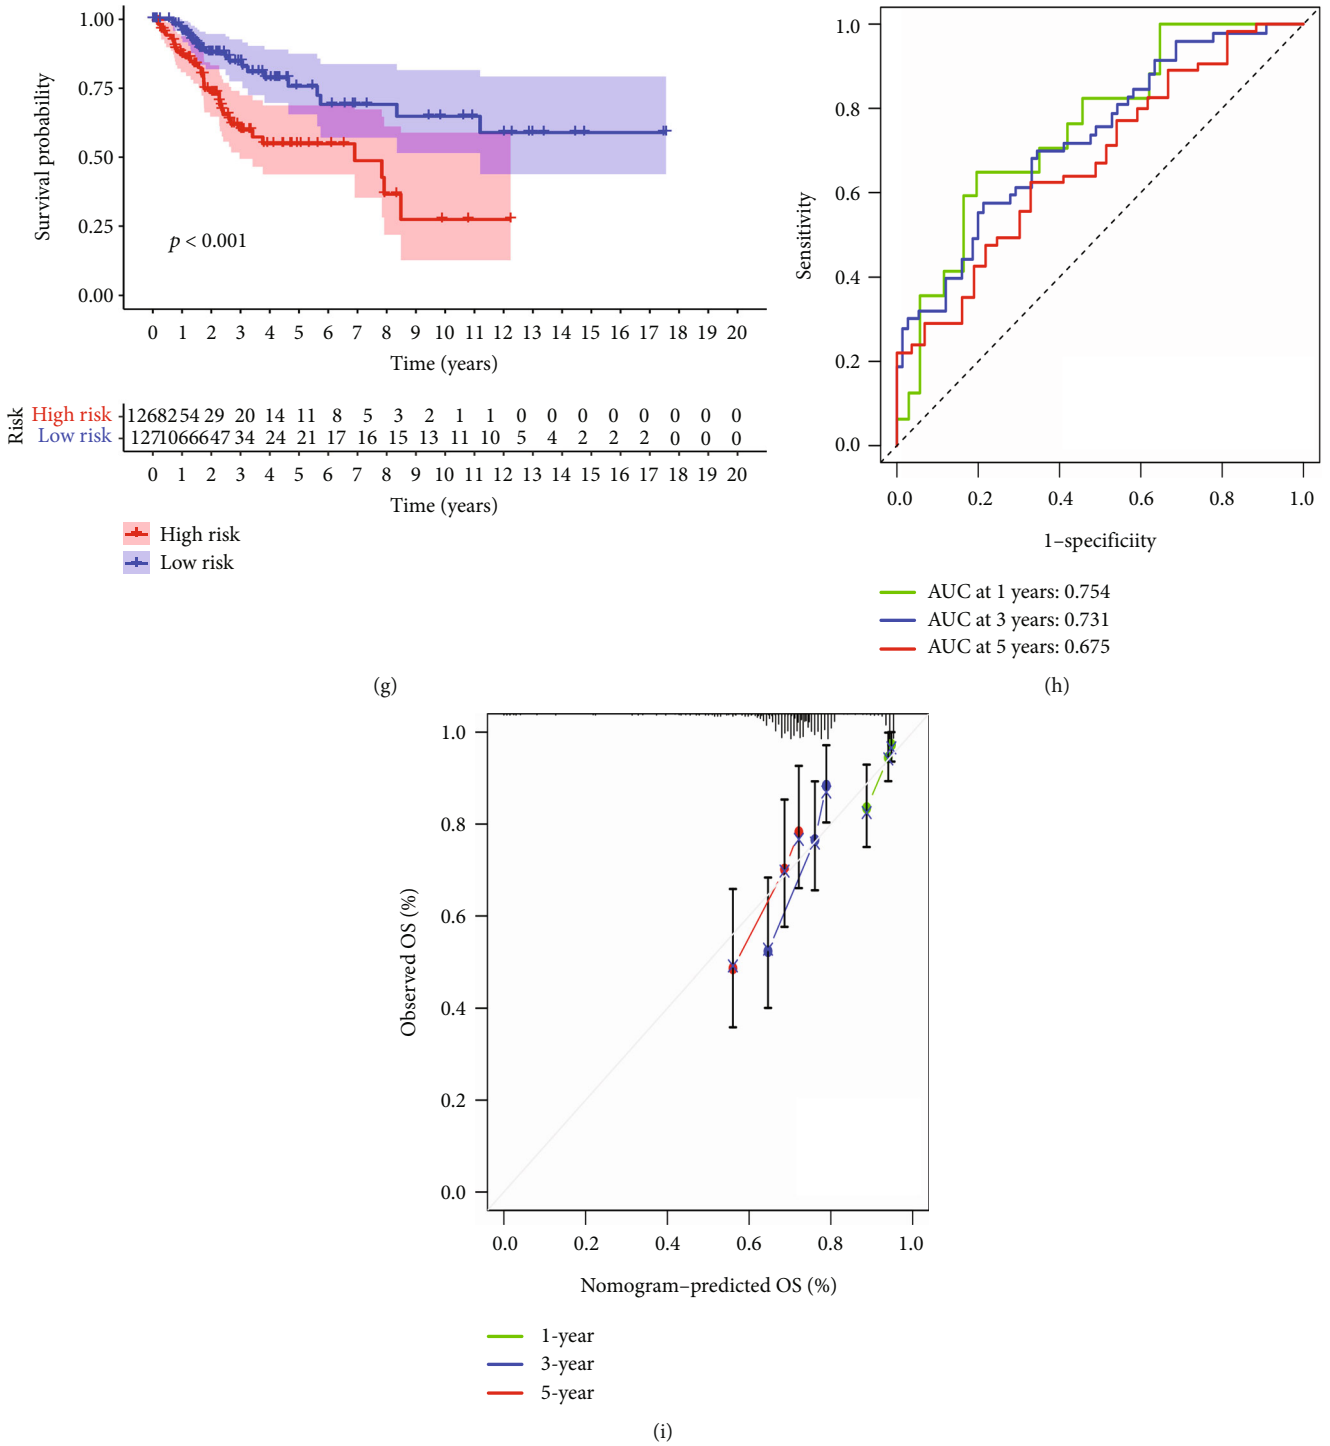 1.00
0.75
0.50
0.25
0.00
Survival probability
p < 0.001
0 1 2 3 4 5 6 7 8 9 10 11 12 13 14 15 16 17 18 19 20
Time (years)
Risk
High risk 126 82 54 29 20 14 11 8 5 3 2 1 1 0 0 0 0 0 0 0 0
Low risk 127 106 66 47 34 24 21 17 16 15 13 11 10 5 4 2 2 2 0 0 0
0 1 2 3 4 5 6 7 8 9 10 11 12 13 14 15 16 17 18 19 20
Time (years)
High risk
Low risk
(g)
1.0
0.8
0.6
0.4
0.2
0.0
Sensitivity
0.0 0.2 0.4 0.6 0.8 1.0
1–specificiity
AUC at 1 years: 0.754
AUC at 3 years: 0.731
AUC at 5 years: 0.675
(h)
1.0
0.8
0.6
0.4
0.2
0.0
Observed OS (%)
0.0 0.2 0.4 0.6 0.8 1.0
Nomogram–predicted OS (%)
1-year
3-year
5-year
(i)